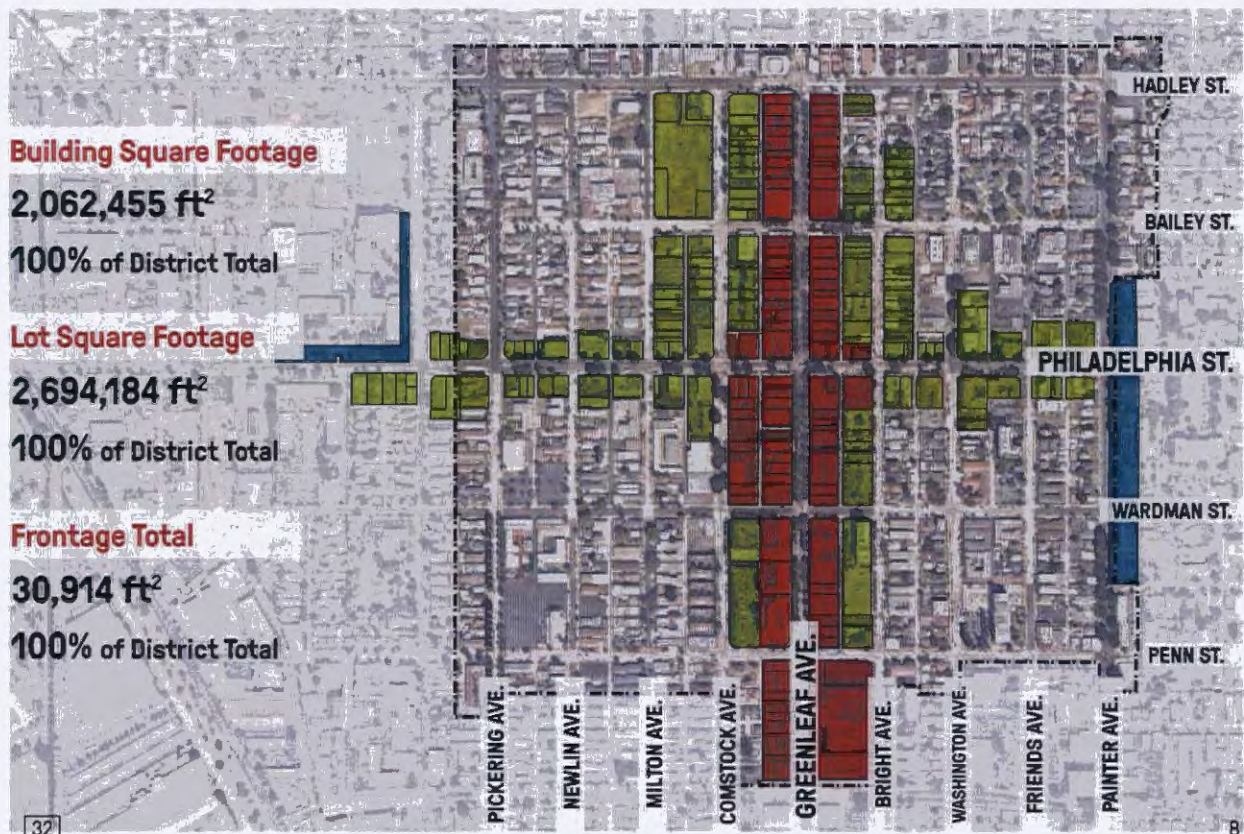 Building Square Footage
2,062,455 ft²
100% of District Total
Lot Square Footage
2,694,184 ft²
100% of District Total
Frontage Total
30,914 ft²
100% of District Total
HADLEY ST.
BAILEY ST.
PHILADELPHIA ST.
WARDMAN ST.
PENN ST.
PICKERING AVE.
NEWLIN AVE.
MILTON AVE.
COMSTOCK AVE.
GREENLEAF AVE.
BRIGHT AVE.
WASHINGTON AVE.
FRIENDS AVE.
PAINTER AVE.
32
8